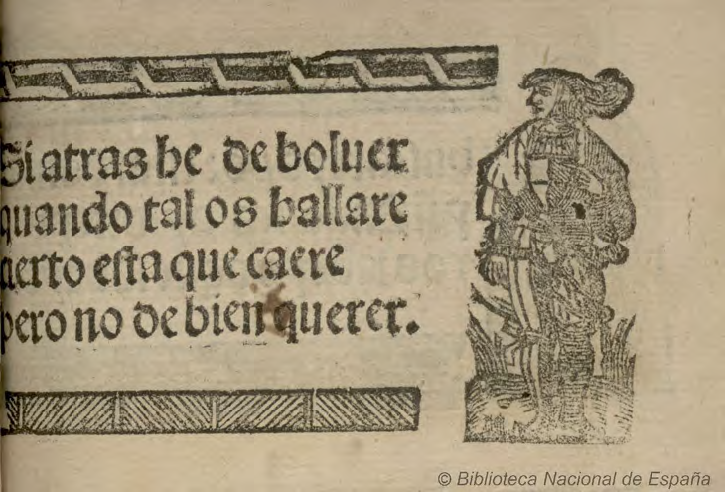 Si atras he de boluer
quando tal os hallare
cierto esta que caere
pero no de bien querer.
© Biblioteca Nacional de España